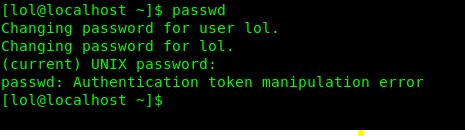 [lol@localhost ~]$ passwd
Changing password for user lol.
Changing password for lol.
(current) UNIX password:
passwd: Authentication token manipulation error
[lol@localhost ~]$